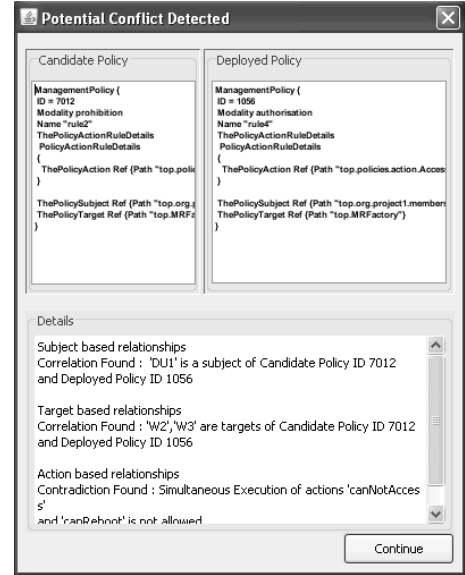 Potential Conflict Detected
Candidate Policy
ManagementPolicy {
ID = 7012
Modality prohibition
Name "rule2"
ThePolicyActionRuleDetails
PolicyActionRuleDetails
{
ThePolicyAction Ref {Path "top.polic
}
ThePolicySubject Ref {Path "top.org.p
ThePolicyTarget Ref {Path "top.MRFa
}
Deployed Policy
ManagementPolicy {
ID = 1056
Modality authorisation
Name "rule4"
ThePolicyActionRuleDetails
PolicyActionRuleDetails
{
ThePolicyAction Ref {Path "top.policies.action.Acces
}
ThePolicySubject Ref {Path "top.org.project1.members
ThePolicyTarget Ref {Path "top.MRFactory"}
}
Details
Subject based relationships
Correlation Found : 'DU1' is a subject of Candidate Policy ID 7012
and Deployed Policy ID 1056
Target based relationships
Correlation Found : 'W2','W3' are targets of Candidate Policy ID 7012
and Deployed Policy ID 1056
Action based relationships
Contradiction Found : Simultaneous Execution of actions 'canNotAcces
s'
and 'canReboot' is not allowed
Continue